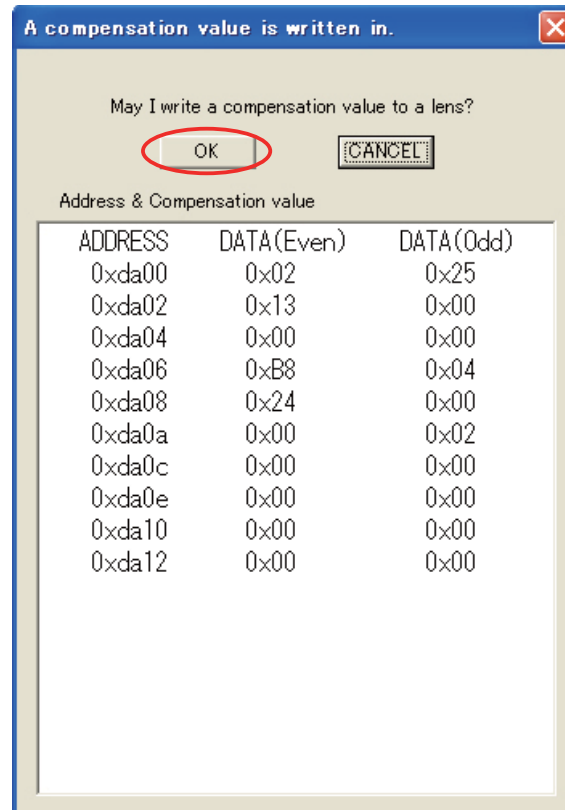 A compensation value is written in.
May I write a compensation value to a lens?
OK CANCEL
Address & Compensation value
ADDRESS DATA(Even) DATA(Odd)
0xda00 0x02 0x25
0xda02 0x13 0x00
0xda04 0x00 0x00
0xda06 0xB8 0x04
0xda08 0x24 0x00
0xda0a 0x00 0x02
0xda0c 0x00 0x00
0xda0e 0x00 0x00
0xda10 0x00 0x00
0xda12 0x00 0x00